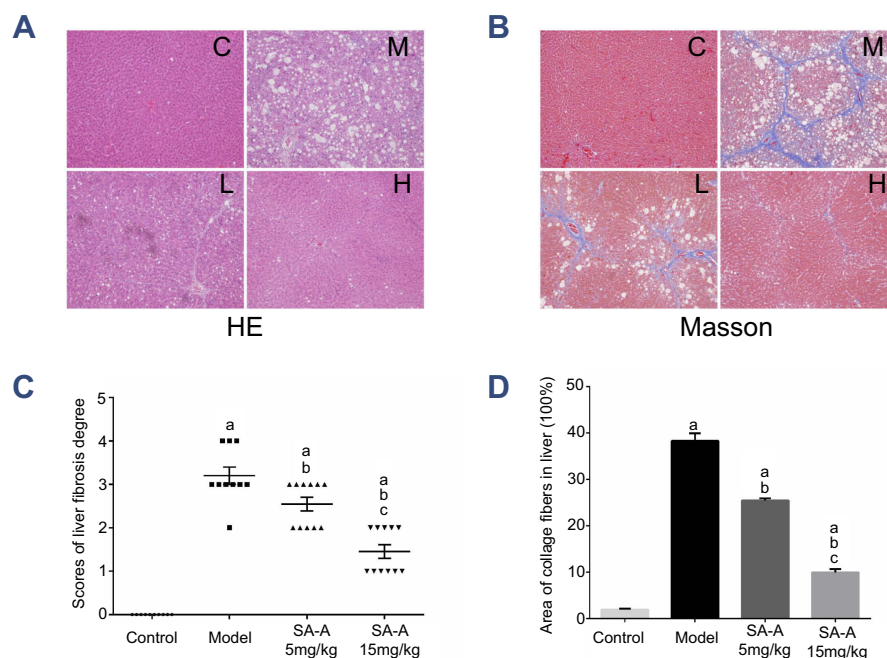 A
C
M
L
H
HE
B
C
M
L
H
Masson
C
Scores of liver fibrosis degree
5
4
3
2
1
0
a
a
b
a
b
c
Control
Model
SA-A
5mg/kg
SA-A
15mg/kg
D
Area of collage fibers in liver (100%)
50
40
30
20
10
0
a
a
b
a
b
c
Control
Model
SA-A
5mg/kg
SA-A
15mg/kg